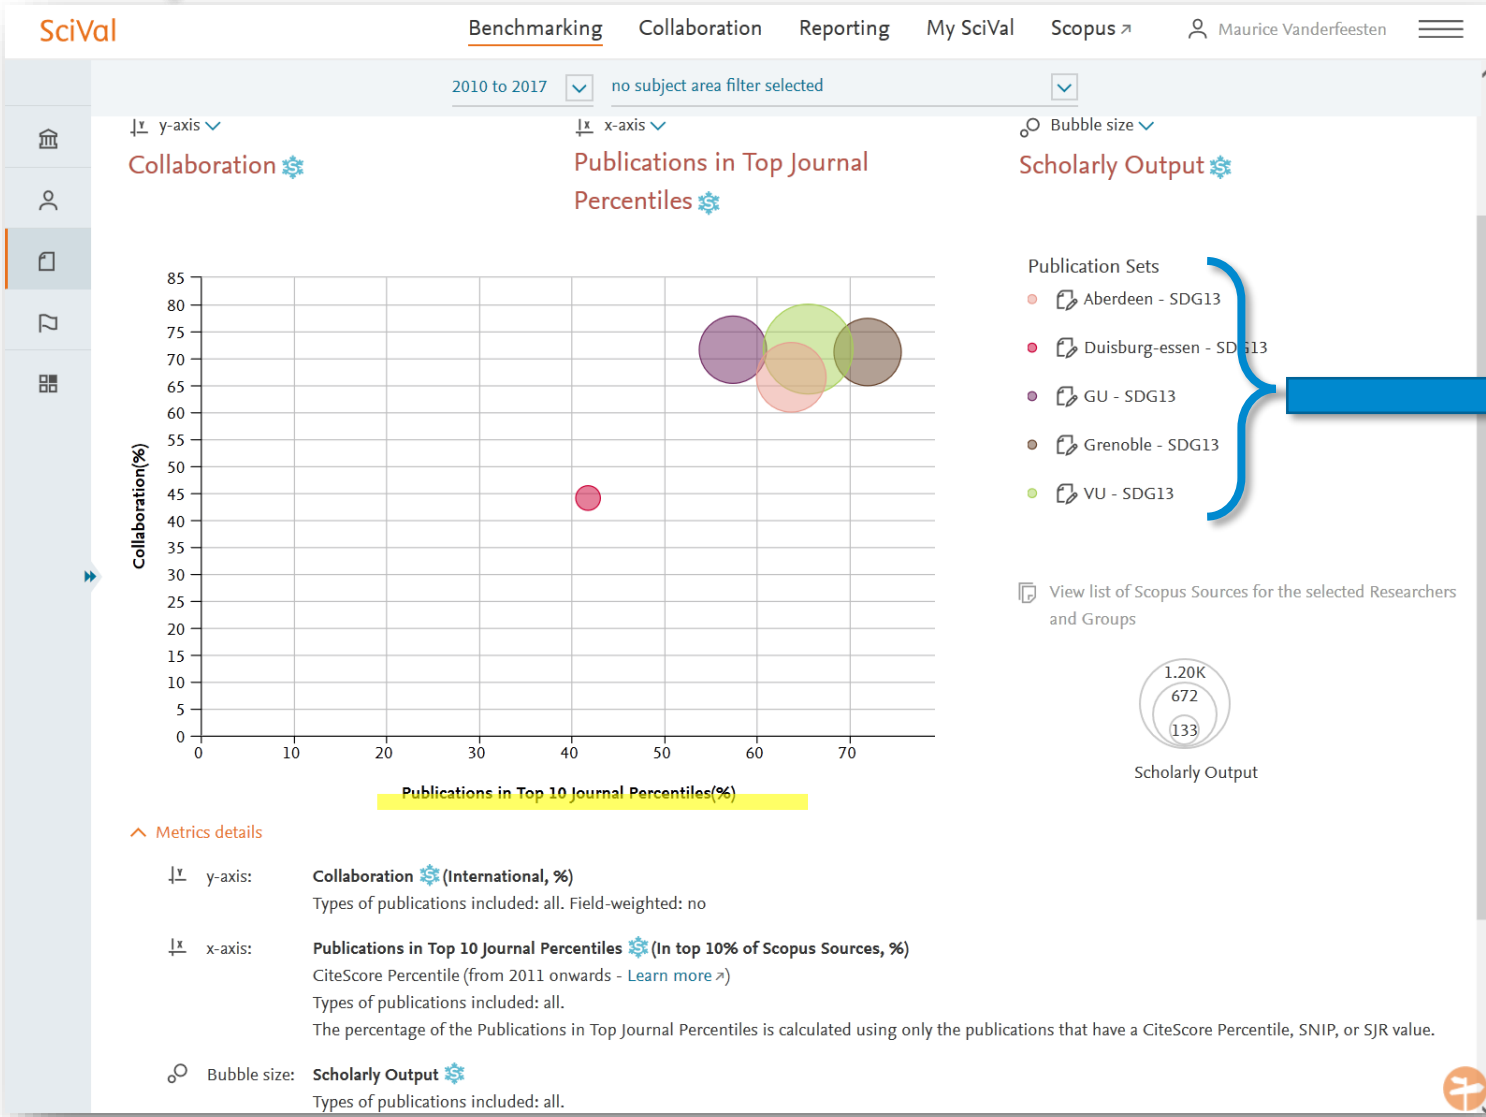 SciVal
Benchmarking Collaboration Reporting My SciVal Scopus Maurice Vanderfeesten
2010 to 2017 no subject area filter selected
y-axis x-axis Bubble size
Collaboration
Publications in Top Journal
Percentiles
Scholarly Output
85
80
75
70
65
60
55
50
45
40
35
30
25
20
15
10
5
0
Collaboration(%)
0 10 20 30 40 50 60 70
Publications in Top 10 Journal Percentiles(%)
Publication Sets
Aberdeen - SDG13
Duisburg-essen - SDG13
GU - SDG13
Grenoble - SDG13
VU - SDG13
View list of Scopus Sources for the selected Researchers
and Groups
1.20K
672
133
Scholarly Output
Metrics details
y-axis: Collaboration (International, %)
Types of publications included: all. Field-weighted: no
x-axis: Publications in Top 10 Journal Percentiles (In top 10% of Scopus Sources, %)
CiteScore Percentile (from 2011 onwards - Learn more)
Types of publications included: all.
The percentage of the Publications in Top Journal Percentiles is calculated using only the publications that have a CiteScore Percentile, SNIP, or SJR value.
Bubble size: Scholarly Output
Types of publications included: all.